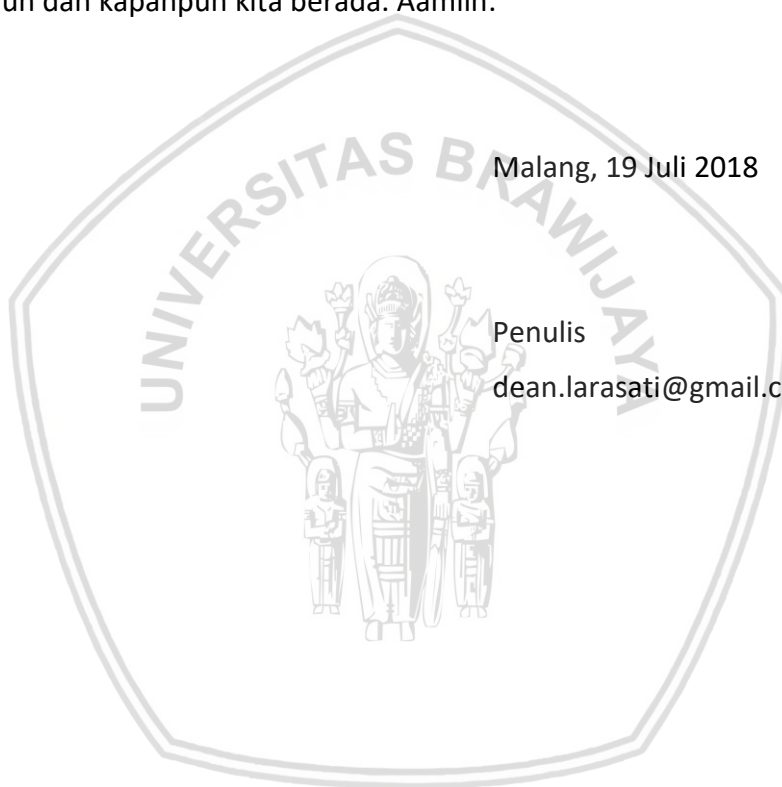 un dan kapanpun kita berada. Aamiin.
UNIVERSITAS BRAWIJAYA
Malang, 19 Juli 2018
Penulis
dean.larasati@gmail.c